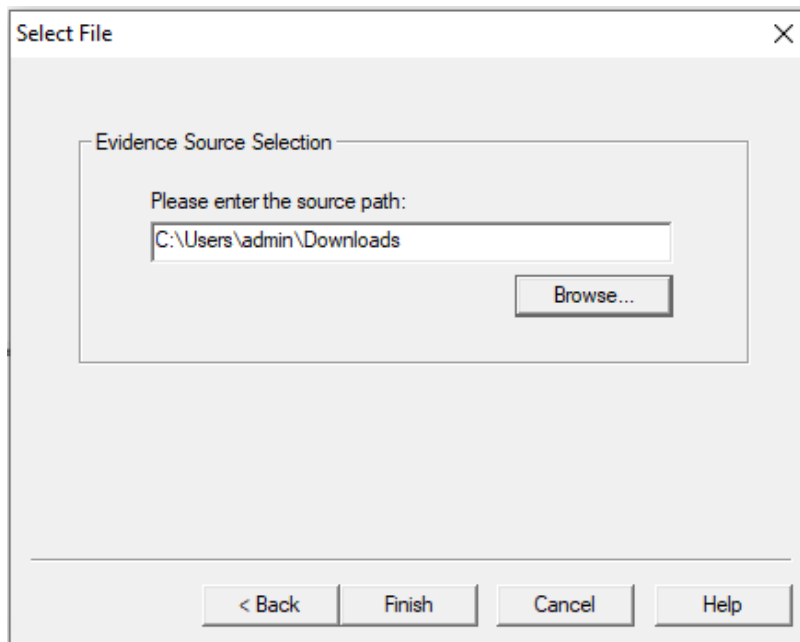 Select File
Evidence Source Selection
Please enter the source path:
C:\Users\admin\Downloads
Browse...
< Back
Finish
Cancel
Help